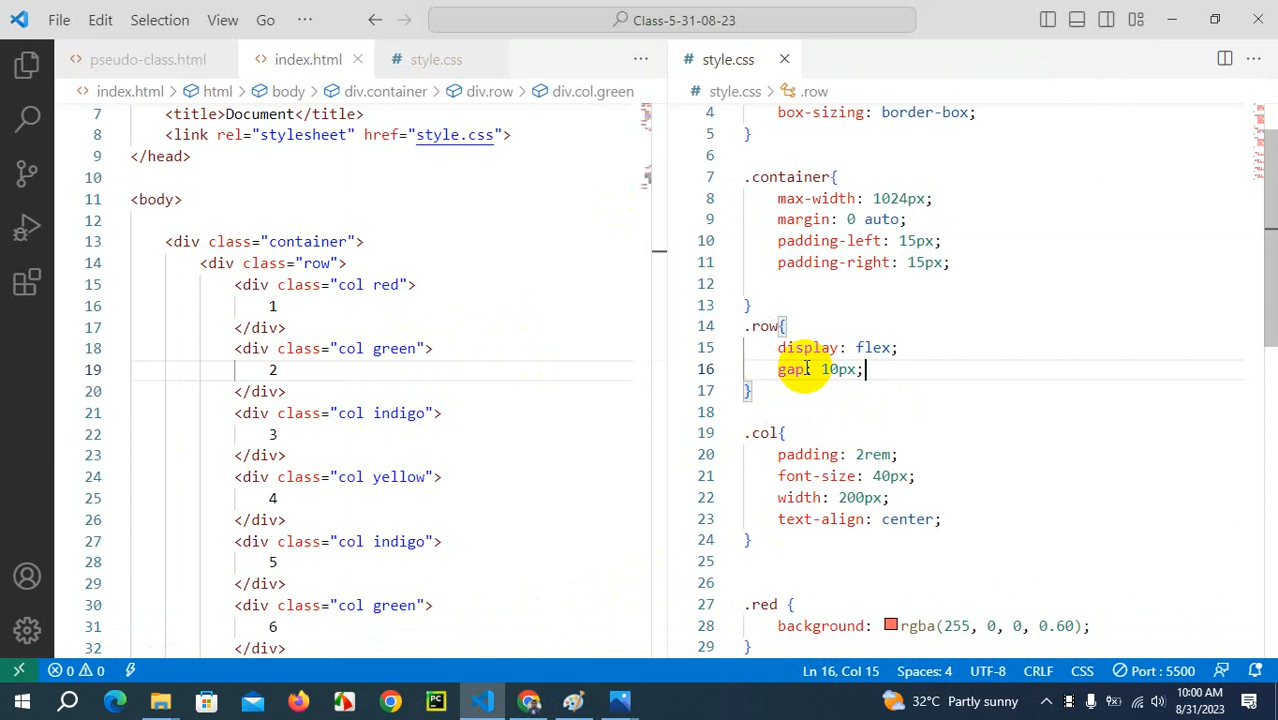 File Edit Selection View Go ··· Class-5-31-08-23
pseudo-class.html index.html style.css ···
index.html > html > body > div.container > div.row > div.col.green
7 <title>Document</title>
8 <link rel="stylesheet" href="style.css">
9 </head>
10
11 <body>
12
13 <div class="container">
14 <div class="row">
15 <div class="col red">
16 1
17 </div>
18 <div class="col green">
19 2
20 </div>
21 <div class="col indigo">
22 3
23 </div>
24 <div class="col yellow">
25 4
26 </div>
27 <div class="col indigo">
28 5
29 </div>
30 <div class="col green">
31 6
32 </div>
style.css ···
style.css > .row
4 box-sizing: border-box;
5 }
6
7 .container{
8 max-width: 1024px;
9 margin: 0 auto;
10 padding-left: 15px;
11 padding-right: 15px;
12
13 }
14 .row{
15 display: flex;
16 gap: 10px;
17 }
18
19 .col{
20 padding: 2rem;
21 font-size: 40px;
22 width: 200px;
23 text-align: center;
24 }
25
26
27 .red {
28 background: rgba(255, 0, 0, 0.60);
29 }
0 0 Ln 16, Col 15 Spaces: 4 UTF-8 CRLF CSS Port : 5500
PC 32°C Partly sunny 10:00 AM
8/31/2023